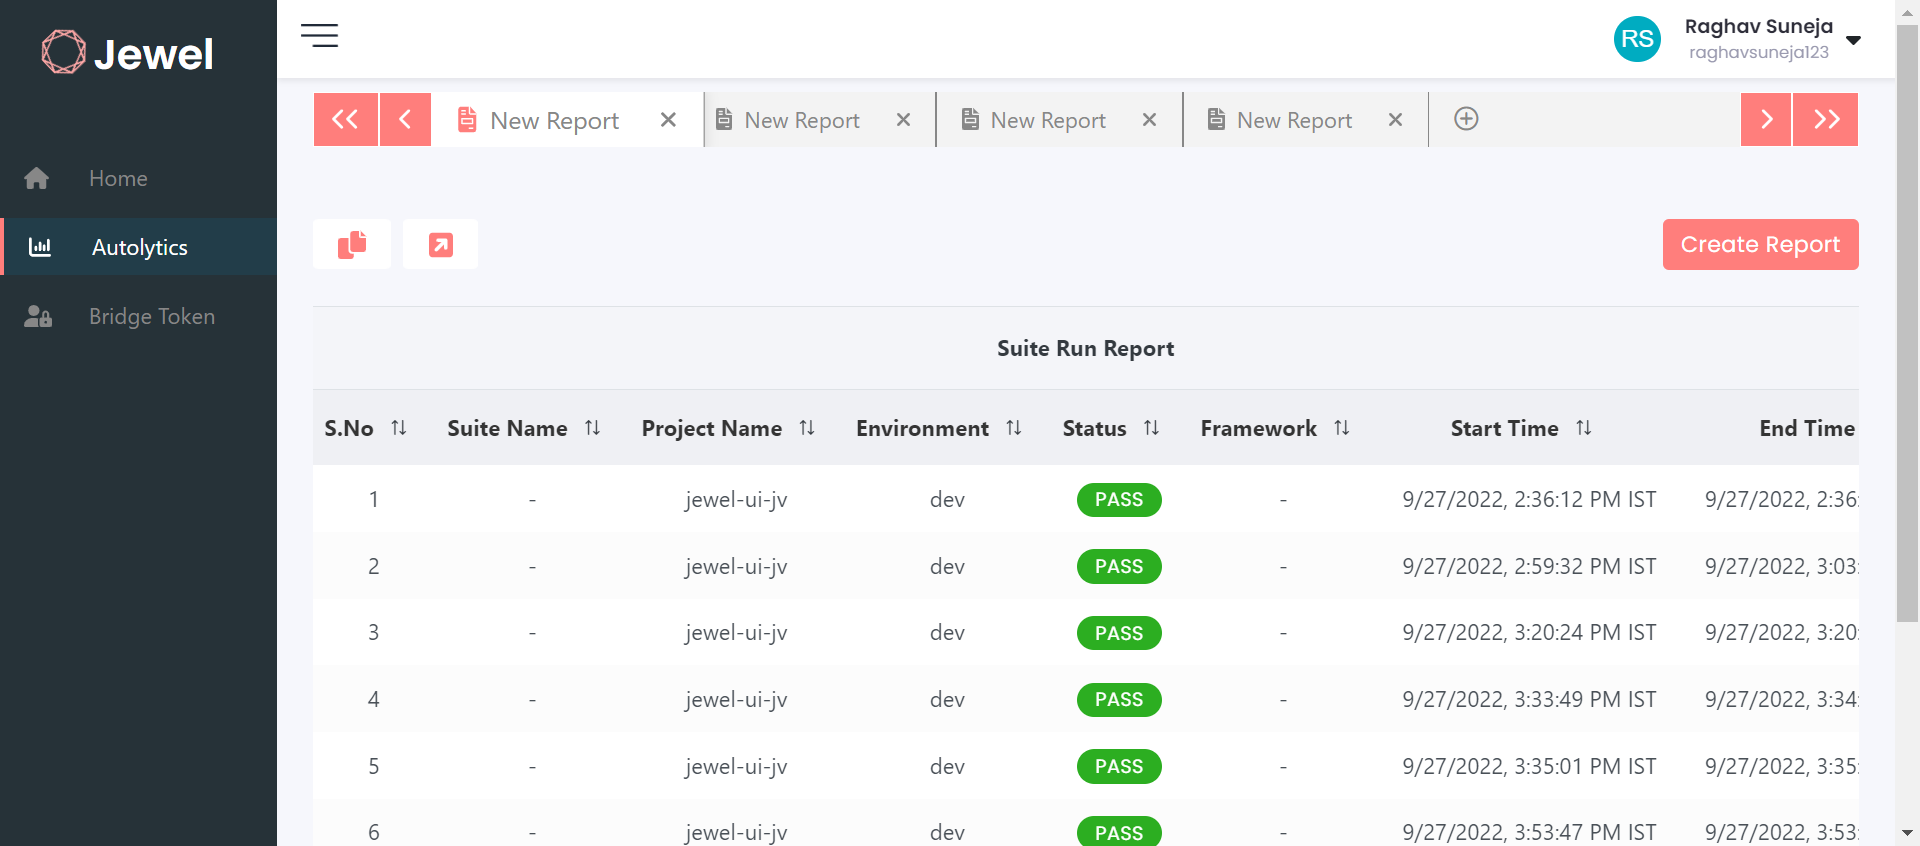 Jewel
RS
Raghav Suneja
raghavsuneja123
New Report
New Report
New Report
New Report
Home
Autolytics
Bridge Token
Create Report
Suite Run Report
S.No Suite Name Project Name Environment Status Framework Start Time End Time
1 - jewel-ui-jv dev PASS - 9/27/2022, 2:36:12 PM IST 9/27/2022, 2:36:
2 - jewel-ui-jv dev PASS - 9/27/2022, 2:59:32 PM IST 9/27/2022, 3:03:
3 - jewel-ui-jv dev PASS - 9/27/2022, 3:20:24 PM IST 9/27/2022, 3:20:
4 - jewel-ui-jv dev PASS - 9/27/2022, 3:33:49 PM IST 9/27/2022, 3:34:
5 - jewel-ui-jv dev PASS - 9/27/2022, 3:35:01 PM IST 9/27/2022, 3:35:
6 - jewel-ui-jv dev PASS - 9/27/2022, 3:53:47 PM IST 9/27/2022, 3:53: